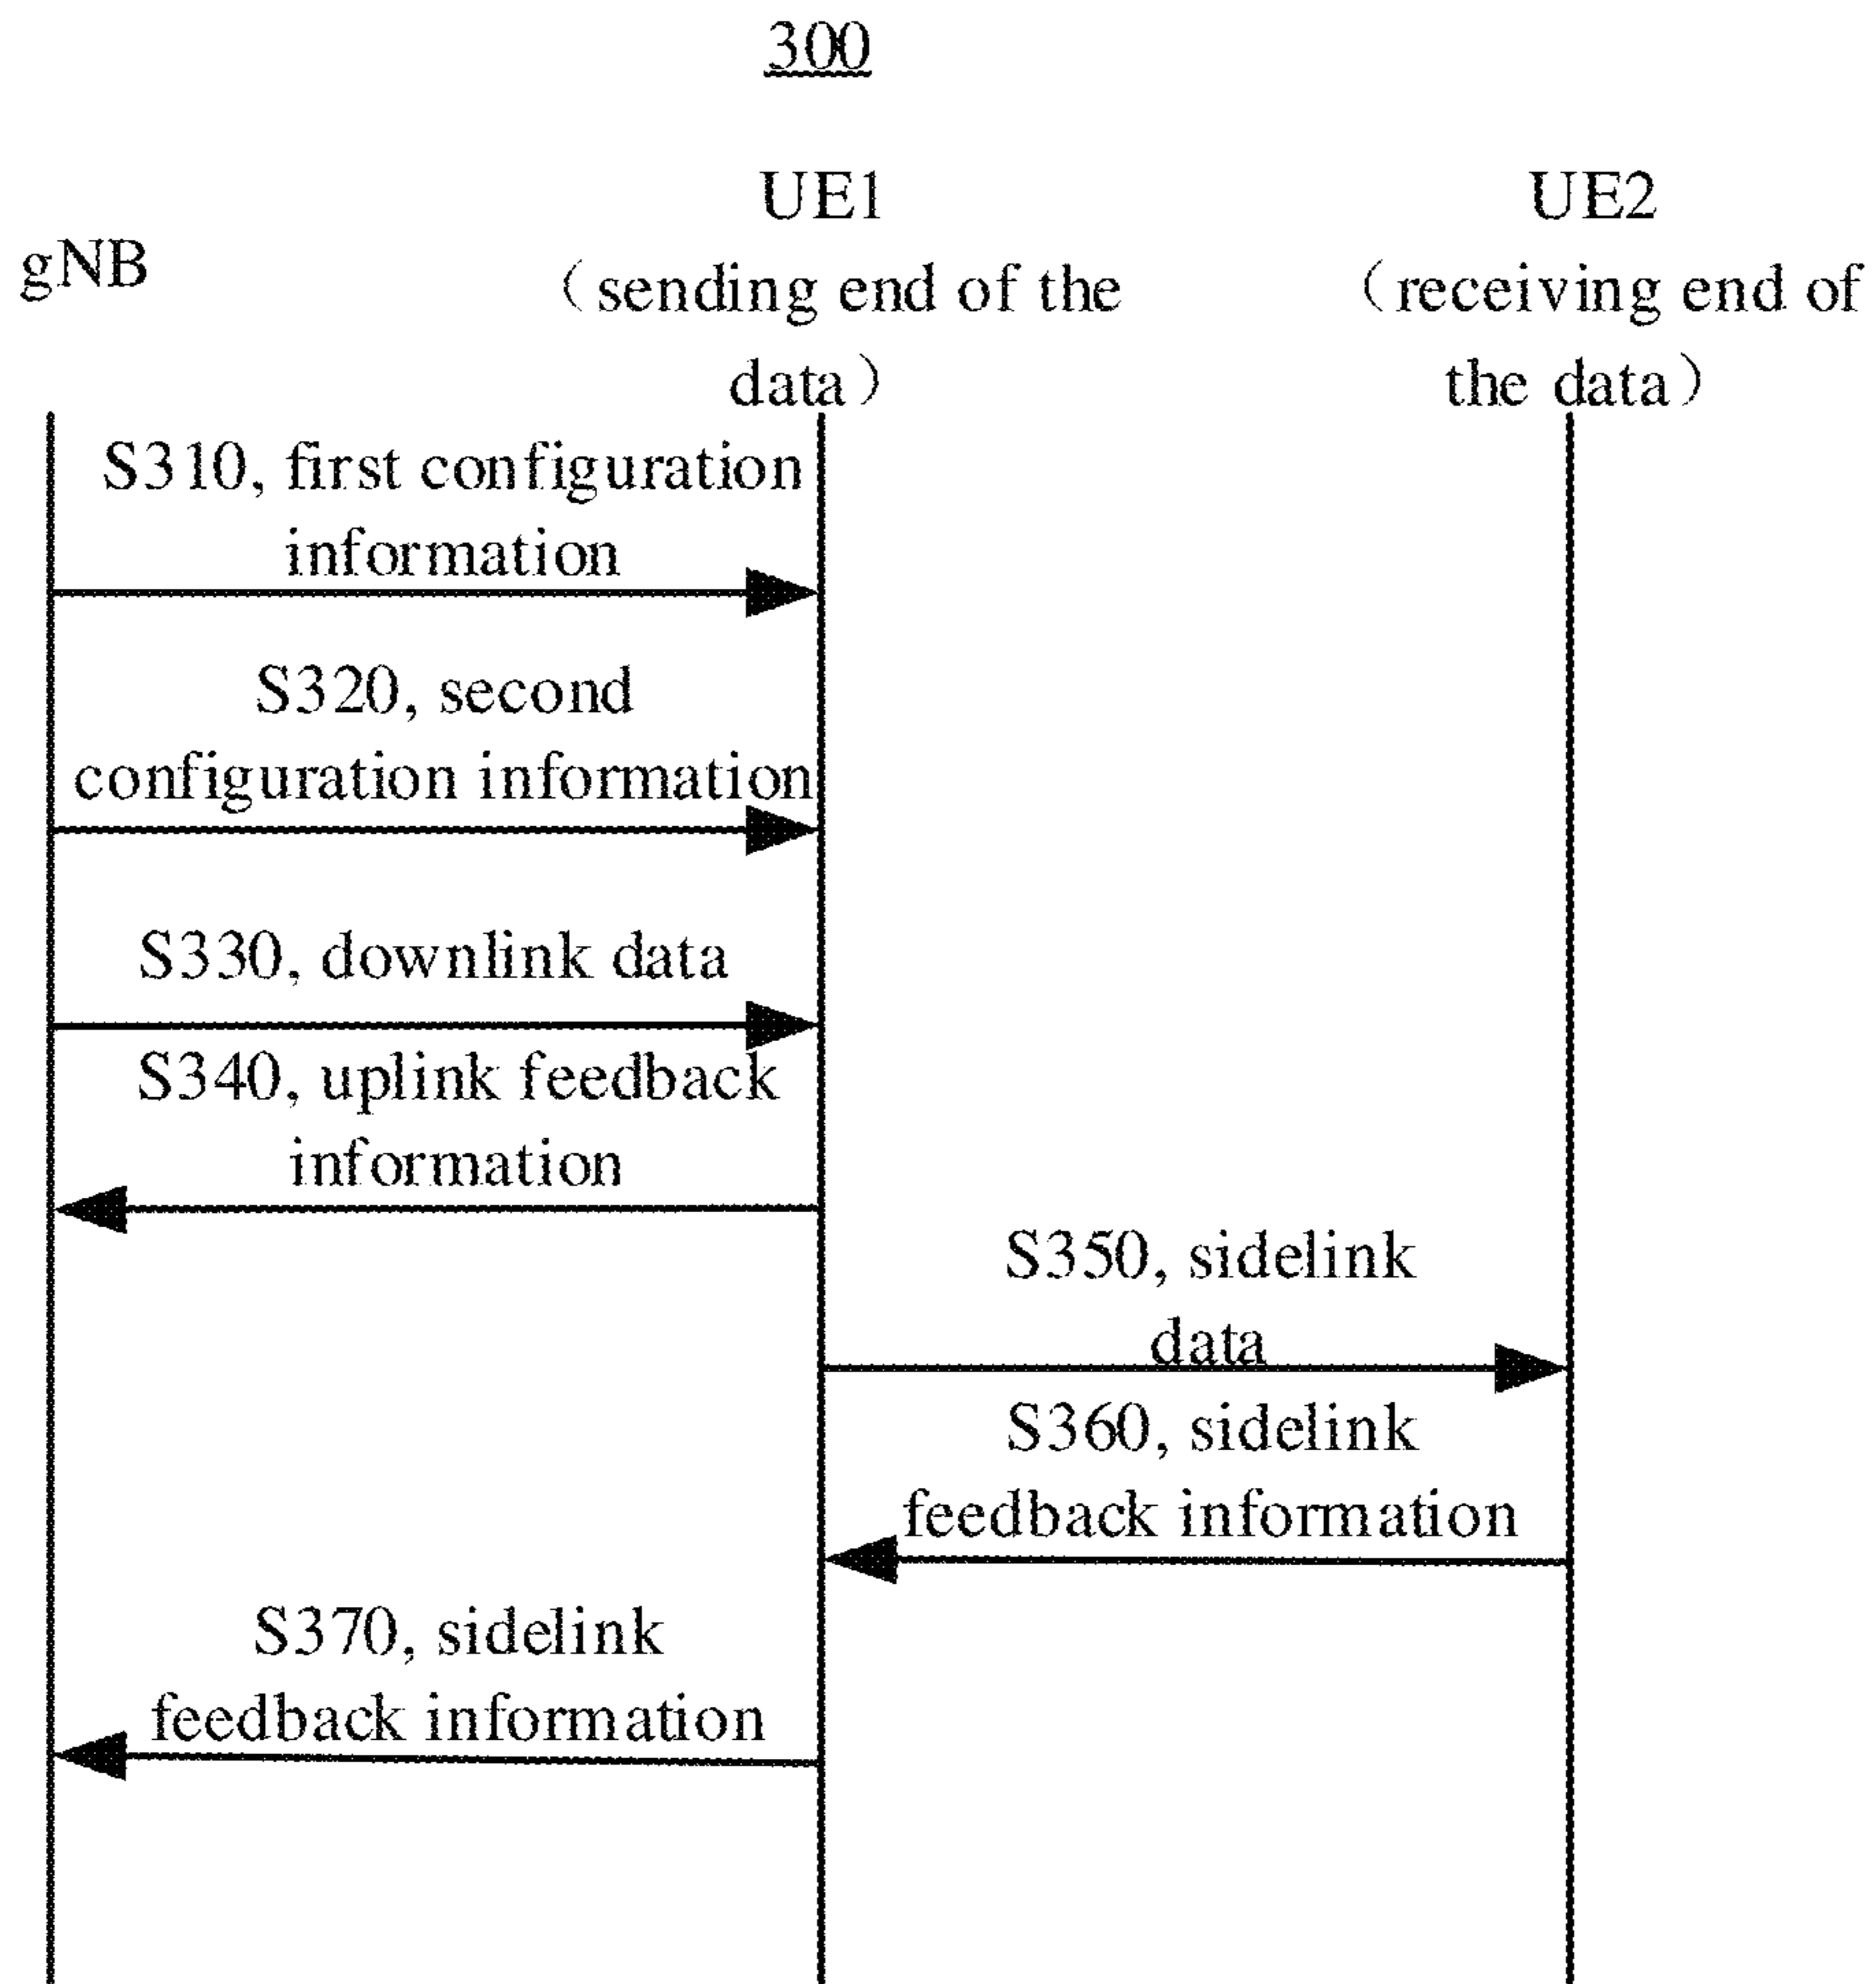 300
gNB
UE1
（sending end of the
data）
UE2
（receiving end of
the data）
S310, first configuration
information
S320, second
configuration information
S330, downlink data
S340, uplink feedback
information
S350, sidelink
data
S360, sidelink
feedback information
S370, sidelink
feedback information